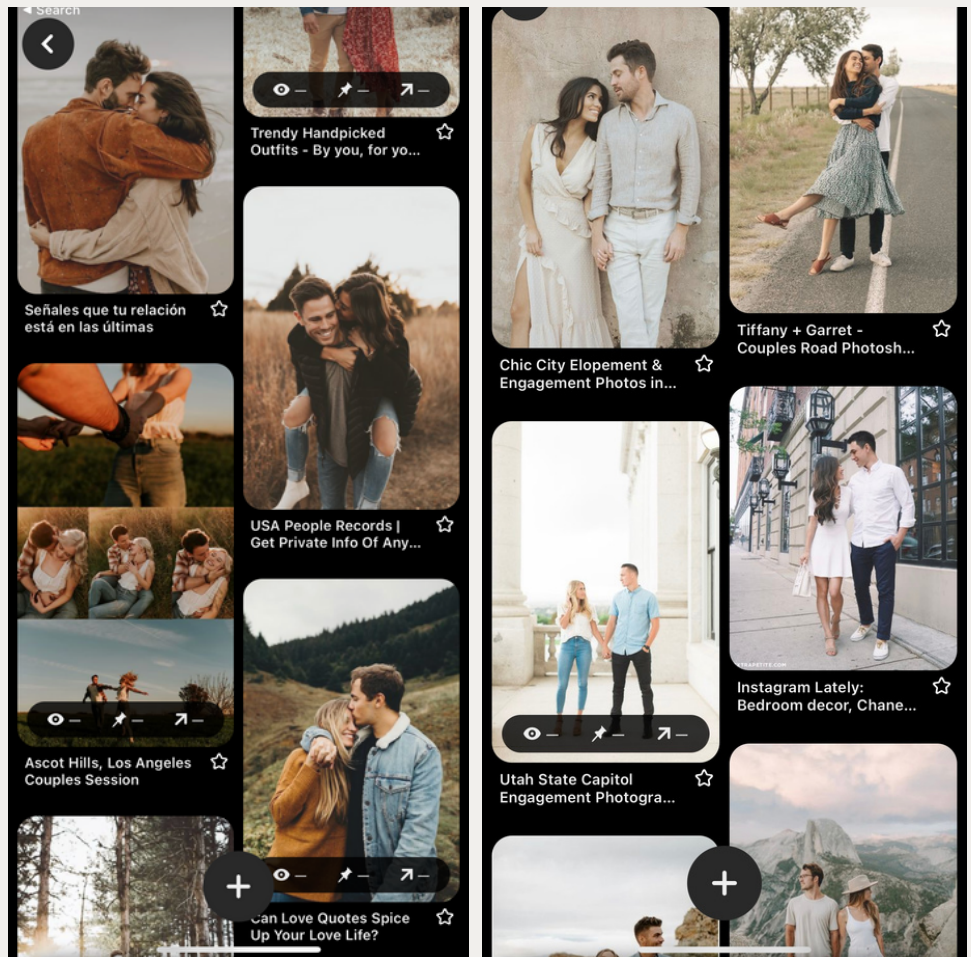 ◀ Search
Trendy Handpicked
Outfits - By you, for yo...
Señales que tu relación
está en las últimas
USA People Records |
Get Private Info Of Any...
Ascot Hills, Los Angeles
Couples Session
Can Love Quotes Spice
Up Your Love Life?
Chic City Elopement &
Engagement Photos in...
Tiffany + Garret -
Couples Road Photosh...
Instagram Lately:
Bedroom decor, Chane...
Utah State Capitol
Engagement Photogra...